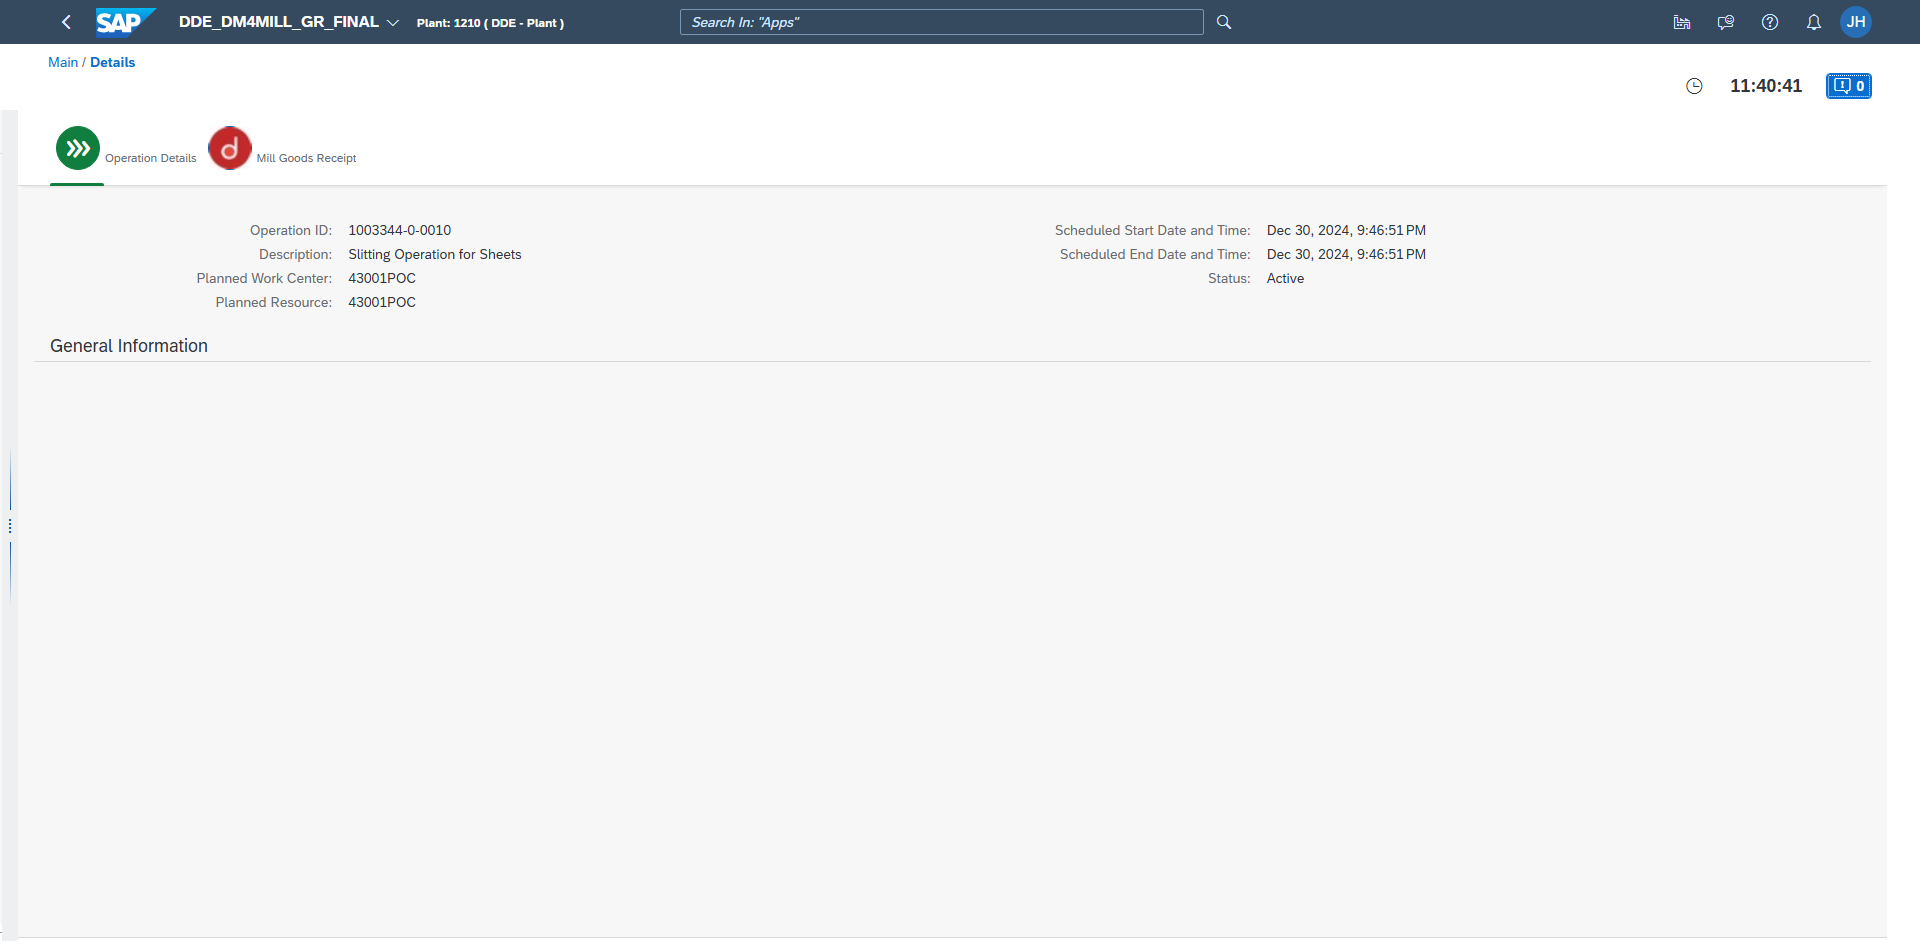 SAP DDE_DM4MILL_GR_FINAL Plant: 1210 ( DDE - Plant ) Search In: "Apps" JH
Main / Details
11:40:41 0
Operation Details d Mill Goods Receipt
Operation ID: 1003344-0-0010
Description: Slitting Operation for Sheets
Planned Work Center: 43001POC
Planned Resource: 43001POC
Scheduled Start Date and Time: Dec 30, 2024, 9:46:51 PM
Scheduled End Date and Time: Dec 30, 2024, 9:46:51 PM
Status: Active
General Information